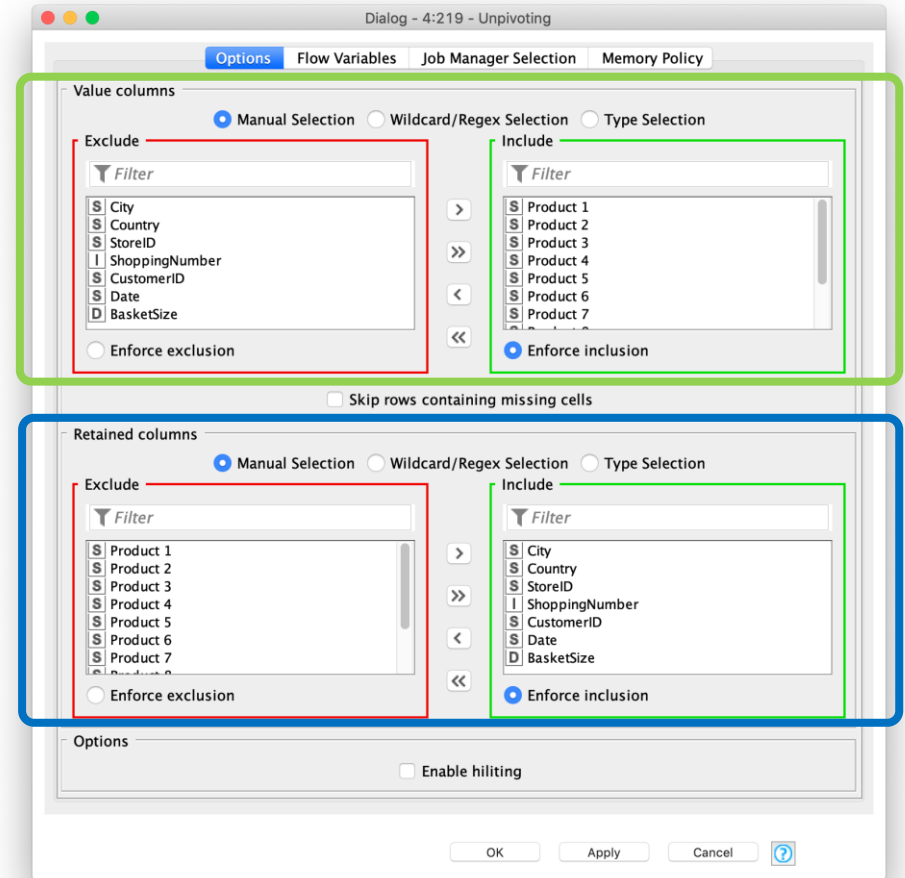 Dialog - 4:219 - Unpivoting
Options Flow Variables Job Manager Selection Memory Policy
Value columns
Manual Selection Wildcard/Regex Selection Type Selection
Exclude
Filter
S City
S Country
S StoreID
I ShoppingNumber
S CustomerID
S Date
D BasketSize
Enforce exclusion
>
>>
<
<<
Include
Filter
S Product 1
S Product 2
S Product 3
S Product 4
S Product 5
S Product 6
S Product 7
Enforce inclusion
Skip rows containing missing cells
Retained columns
Manual Selection Wildcard/Regex Selection Type Selection
Exclude
Filter
S Product 1
S Product 2
S Product 3
S Product 4
S Product 5
S Product 6
S Product 7
Enforce exclusion
>
>>
<
<<
Include
Filter
S City
S Country
S StoreID
I ShoppingNumber
S CustomerID
S Date
D BasketSize
Enforce inclusion
Options
Enable hiliting
OK Apply Cancel ?